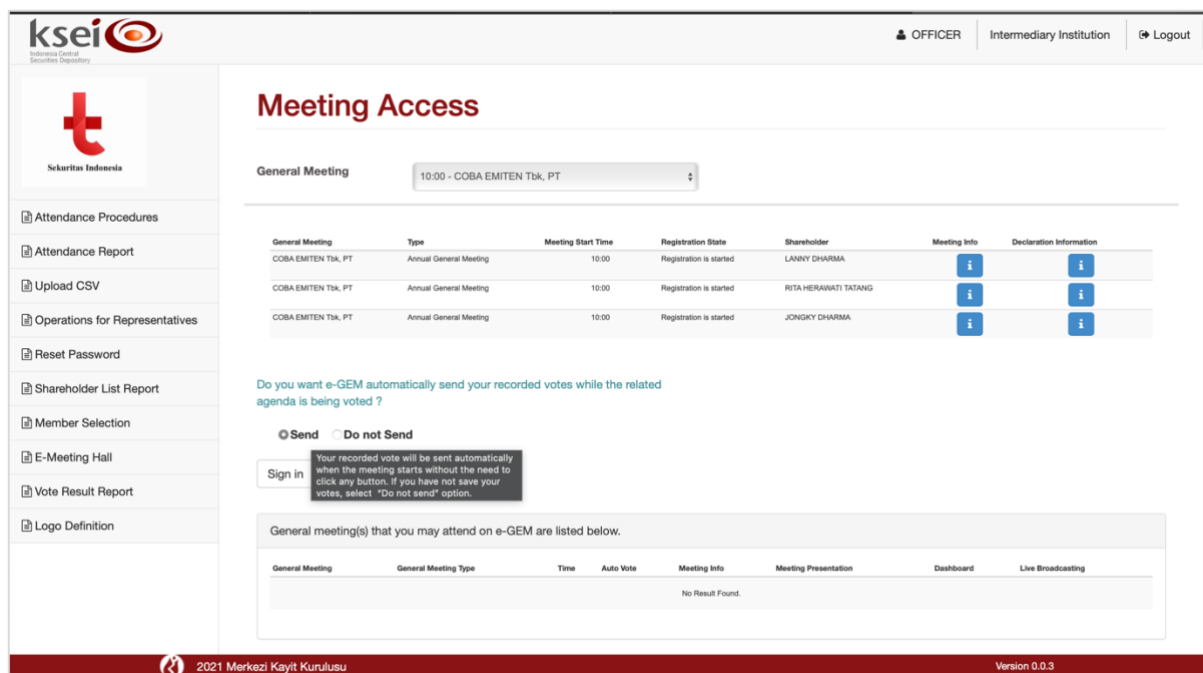 ksei
Indonesia Central
Securities Depository
OFFICER
Intermediary Institution
Logout
t
Sekuritas Indonesia
Attendance Procedures
Attendance Report
Upload CSV
Operations for Representatives
Reset Password
Shareholder List Report
Member Selection
E-Meeting Hall
Vote Result Report
Logo Definition
Meeting Access
General Meeting
10:00 - COBA EMITEN Tbk, PT
General Meeting Type Meeting Start Time Registration State Shareholder Meeting Info Declaration Information
COBA EMITEN Tbk, PT Annual General Meeting 10:00 Registration is started LANNY DHARMA i i
COBA EMITEN Tbk, PT Annual General Meeting 10:00 Registration is started RITA HERAWATI TATANG i i
COBA EMITEN Tbk, PT Annual General Meeting 10:00 Registration is started JONGKY DHARMA i i
Do you want e-GEM automatically send your recorded votes while the related
agenda is being voted ?
Send Do not Send
Sign in
Your recorded vote will be sent automatically
when the meeting starts without the need to
click any button. If you have not save your
votes, select "Do not send" option.
General meeting(s) that you may attend on e-GEM are listed below.
General Meeting General Meeting Type Time Auto Vote Meeting Info Meeting Presentation Dashboard Live Broadcasting
No Result Found.
2021 Merkezi Kayit Kurulusu
Version 0.0.3